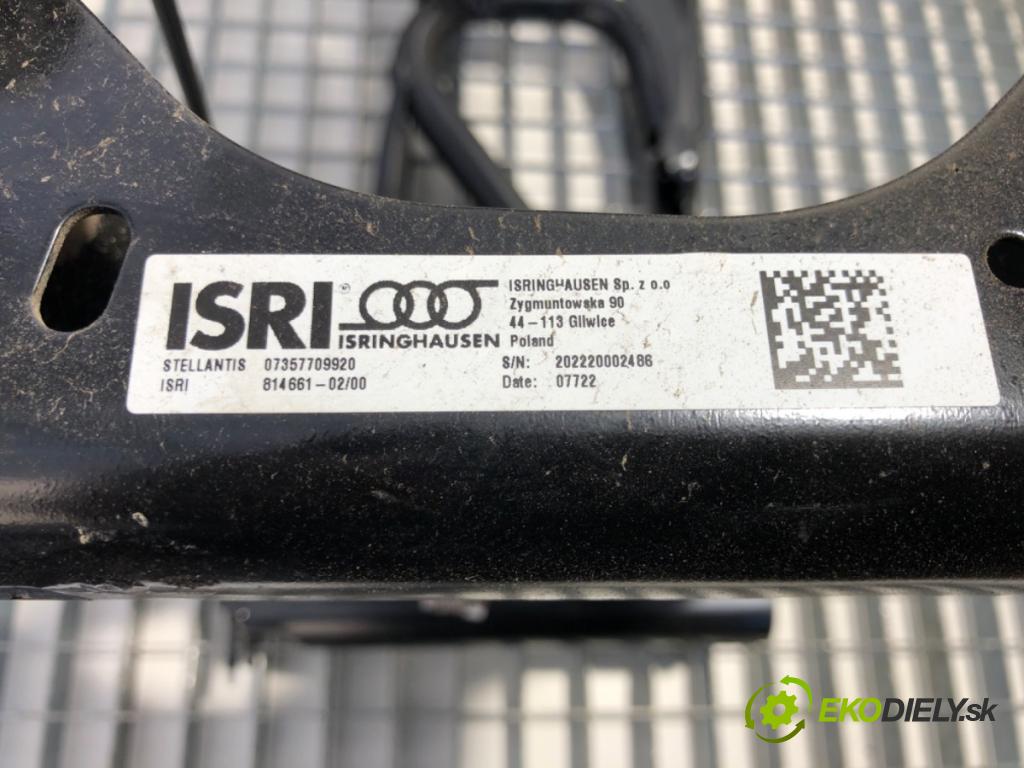 ISRI®
ISRINGHAUSEN
ISRINGHAUSEN Sp. z o.o
Zygmuntowska 90
44-113 Gliwice
Poland
STELLANTIS 07357709920
ISRI 814661-02/00
S/N: 202220002486
Date: 07722
EKODIELY.sk